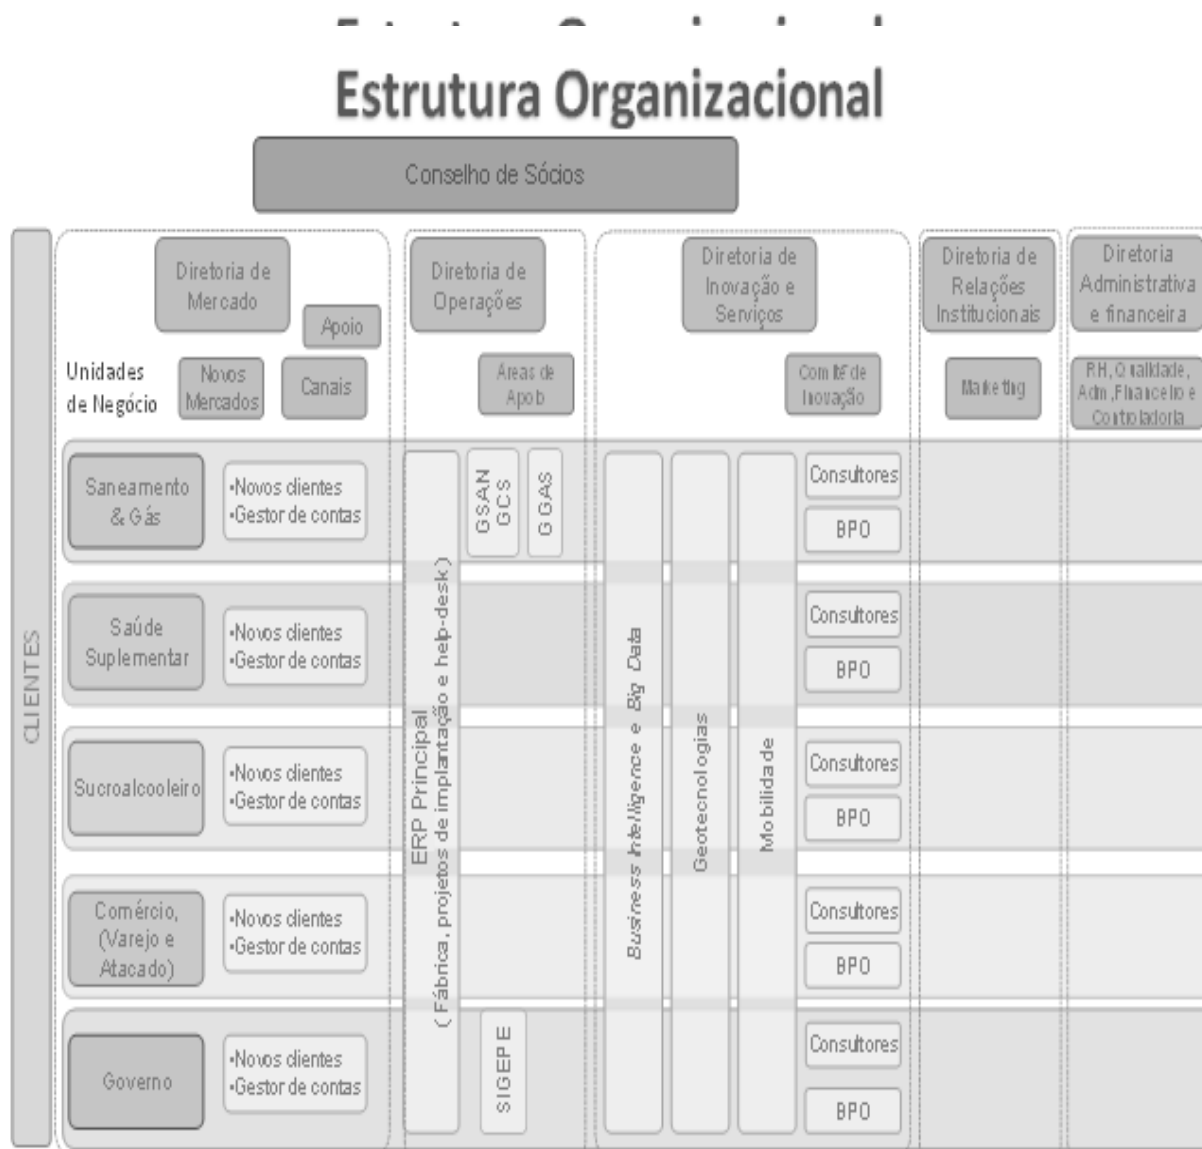 Estrutura Organizacional
Conselho de Sócios
CLIENTES
Diretoria de
Mercado
Apoio
Unidades
de Negócio
Novos
Mercados
Canais
Diretoria de
Operações
Áreas de
Apoio
Diretoria de
Inovação e
Serviços
Comitê de
Inovação
Diretoria de
Relações
Institucionais
Marketing
Diretoria
Administrativa
e financeira
RH, Qualidade,
Adm, Financeiro e
Controladoria
Saneamento
& Gás
•Novos clientes
•Gestor de contas
GSAN
GCS
GGAS
Consultores
BPO
Saúde
Suplementar
•Novos clientes
•Gestor de contas
Consultores
BPO
Sucroalcooleiro
•Novos clientes
•Gestor de contas
Consultores
BPO
Comércio,
(Varejo e
Atacado)
•Novos clientes
•Gestor de contas
Consultores
BPO
Governo
•Novos clientes
•Gestor de contas
SIGEPE
Consultores
BPO
ERP Principal
( Fábrica, projetos de implantação e help-desk)
Business Intelligence e Big Data
Geotecnologias
Mobilidade